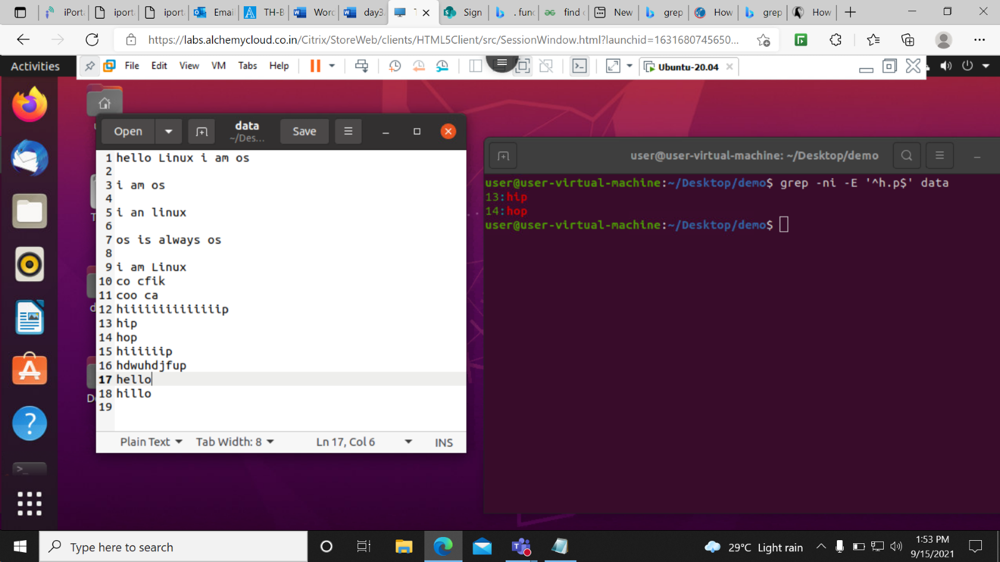 iPort
iport
iport
Emai
TH-B
Word
day3
Sign
. fund
find
New
grep
How
grep
How
https://labs.alchemycloud.co.in/Citrix/StoreWeb/clients/HTML5Client/src/SessionWindow.html?launchid=1631680745650...
Activities
File Edit View VM Tabs Help
Ubuntu-20.04
Open
data
~/Des...
Save
1 hello Linux i am os
2
3 i am os
4
5 i an linux
6
7 os is always os
8
9 i am Linux
10 co cfik
11 coo ca
12 hiiiiiiiiiiiiiip
13 hip
14 hop
15 hiiiiiip
16 hdwuhdjfup
17 hello
18 hillo
19
Plain Text Tab Width: 8 Ln 17, Col 6 INS
user@user-virtual-machine: ~/Desktop/demo
user@user-virtual-machine:~/Desktop/demo$ grep -ni -E '^h.p$' data
13:hip
14:hop
user@user-virtual-machine:~/Desktop/demo$
Type here to search
29°C Light rain
1:53 PM
9/15/2021